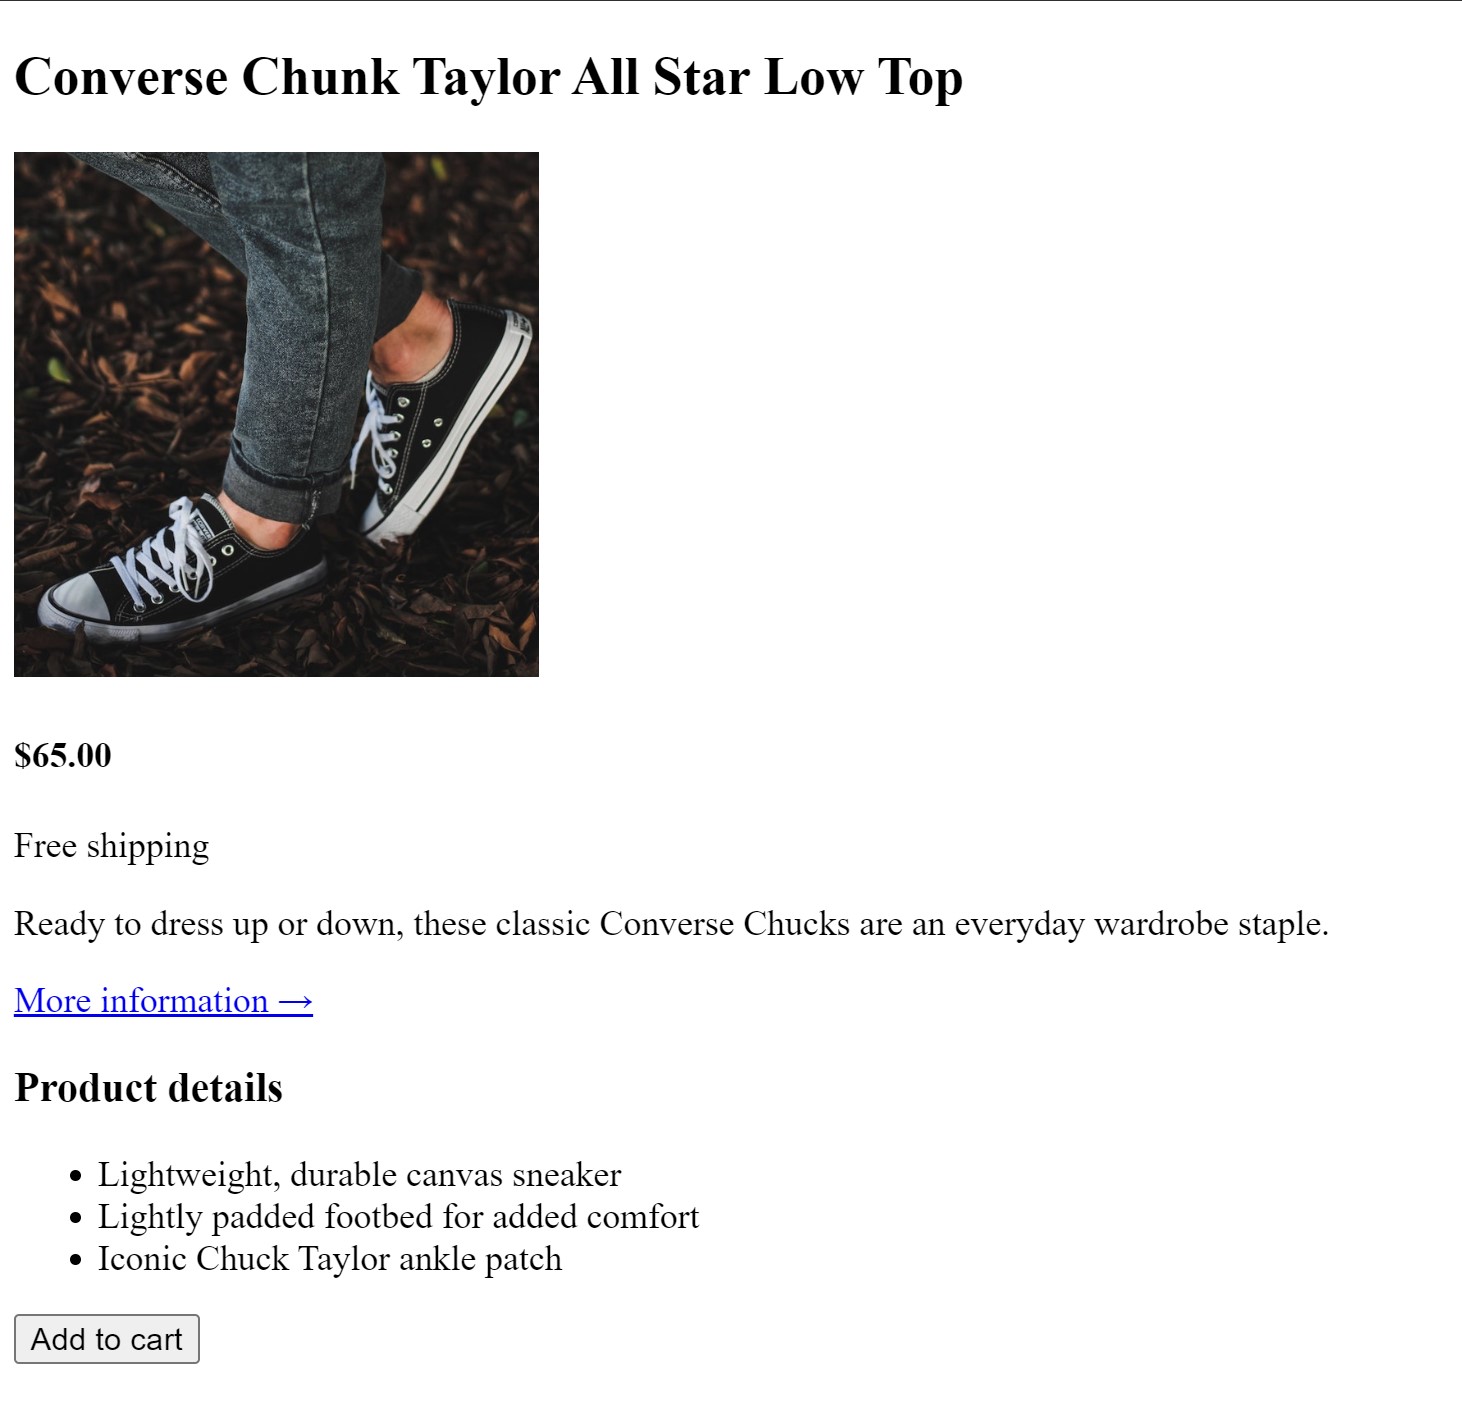 Converse Chunk Taylor All Star Low Top
$65.00
Free shipping
Ready to dress up or down, these classic Converse Chucks are an everyday wardrobe staple.
More information →
Product details
Lightweight, durable canvas sneaker
Lightly padded footbed for added comfort
Iconic Chuck Taylor ankle patch
Add to cart